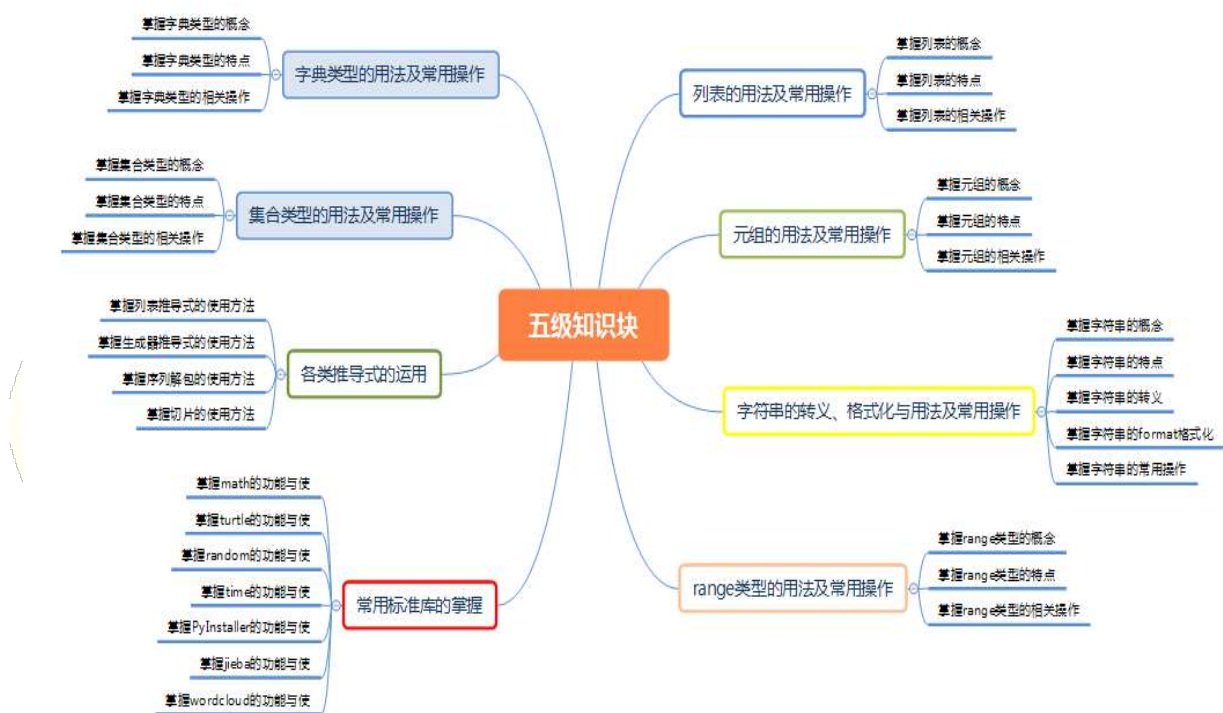 五级知识块
字典类型的用法及常用操作
掌握字典类型的概念
掌握字典类型的特点
掌握字典类型的相关操作
集合类型的用法及常用操作
掌握集合类型的概念
掌握集合类型的特点
掌握集合类型的相关操作
各类推导式的运用
掌握列表推导式的使用方法
掌握生成器推导式的使用方法
掌握序列解包的使用方法
掌握切片的使用方法
常用标准库的掌握
掌握math的功能与使
掌握turtle的功能与使
掌握random的功能与使
掌握time的功能与使
掌握PyInstaller的功能与使
掌握jieba的功能与使
掌握wordcloud的功能与使
列表的用法及常用操作
掌握列表的概念
掌握列表的特点
掌握列表的相关操作
元组的用法及常用操作
掌握元组的概念
掌握元组的特点
掌握元组的相关操作
字符串的转义、格式化与用法及常用操作
掌握字符串的概念
掌握字符串的特点
掌握字符串的转义
掌握字符串的format格式化
掌握字符串的常用操作
range类型的用法及常用操作
掌握range类型的概念
掌握range类型的特点
掌握range类型的相关操作